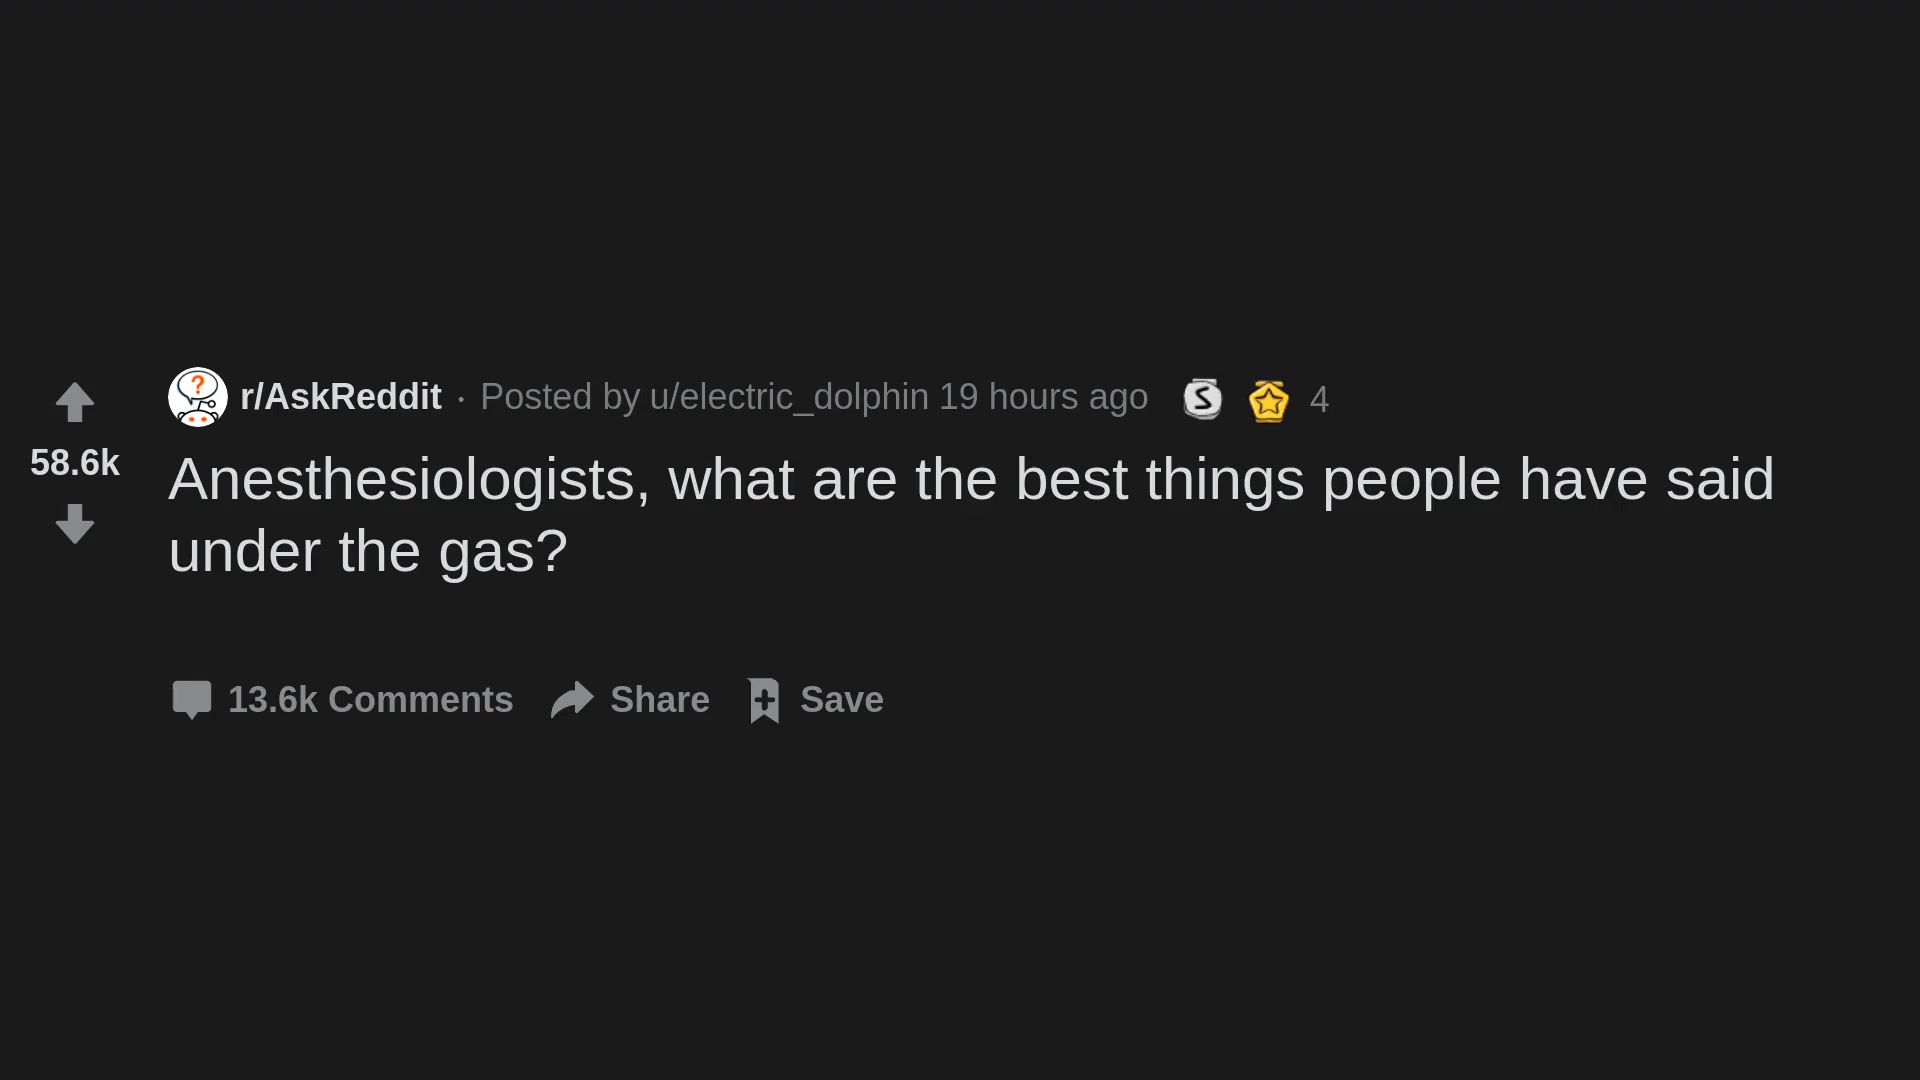 r/AskReddit · Posted by u/electric_dolphin 19 hours ago S 4
58.6k
Anesthesiologists, what are the best things people have said
under the gas?
13.6k Comments Share Save